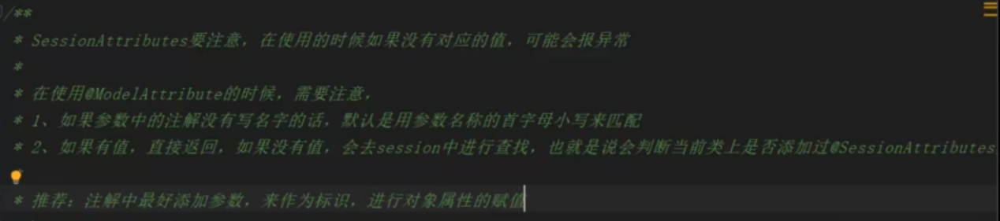 /**
* SessionAttributes要注意，在使用的时候如果没有对应的值，可能会报异常
*
* 在使用@ModelAttribute的时候，需要注意，
* 1、如果参数中的注解没有写名字的话，默认是用参数名称的首字母小写来匹配
* 2、如果有值，直接返回，如果没有值，会去session中进行查找，也就是说会判断当前类上是否添加过@SessionAttributes
*
* 推荐：注解中最好添加参数，来作为标识，进行对象属性的赋值